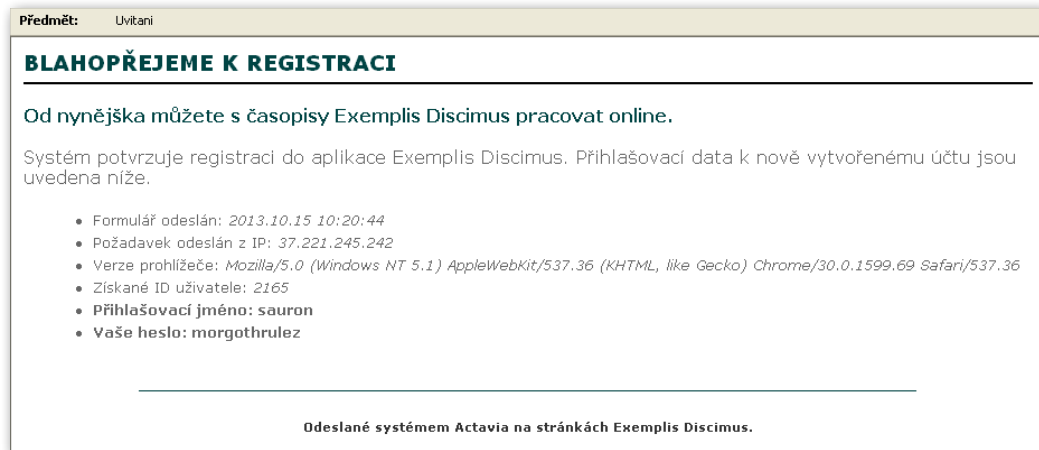 Předmět: Uvitani
BLAHOPŘEJEME K REGISTRACI
Od nynějška můžete s časopisy Exemplis Discimus pracovat online.
Systém potvrzuje registraci do aplikace Exemplis Discimus. Přihlašovací data k nově vytvořenému účtu jsou
uvedena níže.
• Formulář odeslán: 2013.10.15 10:20:44
• Požadavek odeslán z IP: 37.221.245.242
• Verze prohlížeče: Mozilla/5.0 (Windows NT 5.1) AppleWebKit/537.36 (KHTML, like Gecko) Chrome/30.0.1599.69 Safari/537.36
• Získané ID uživatele: 2165
• Přihlašovací jméno: sauron
• Vaše heslo: morgothrulez
Odeslané systémem Actavia na stránkách Exemplis Discimus.